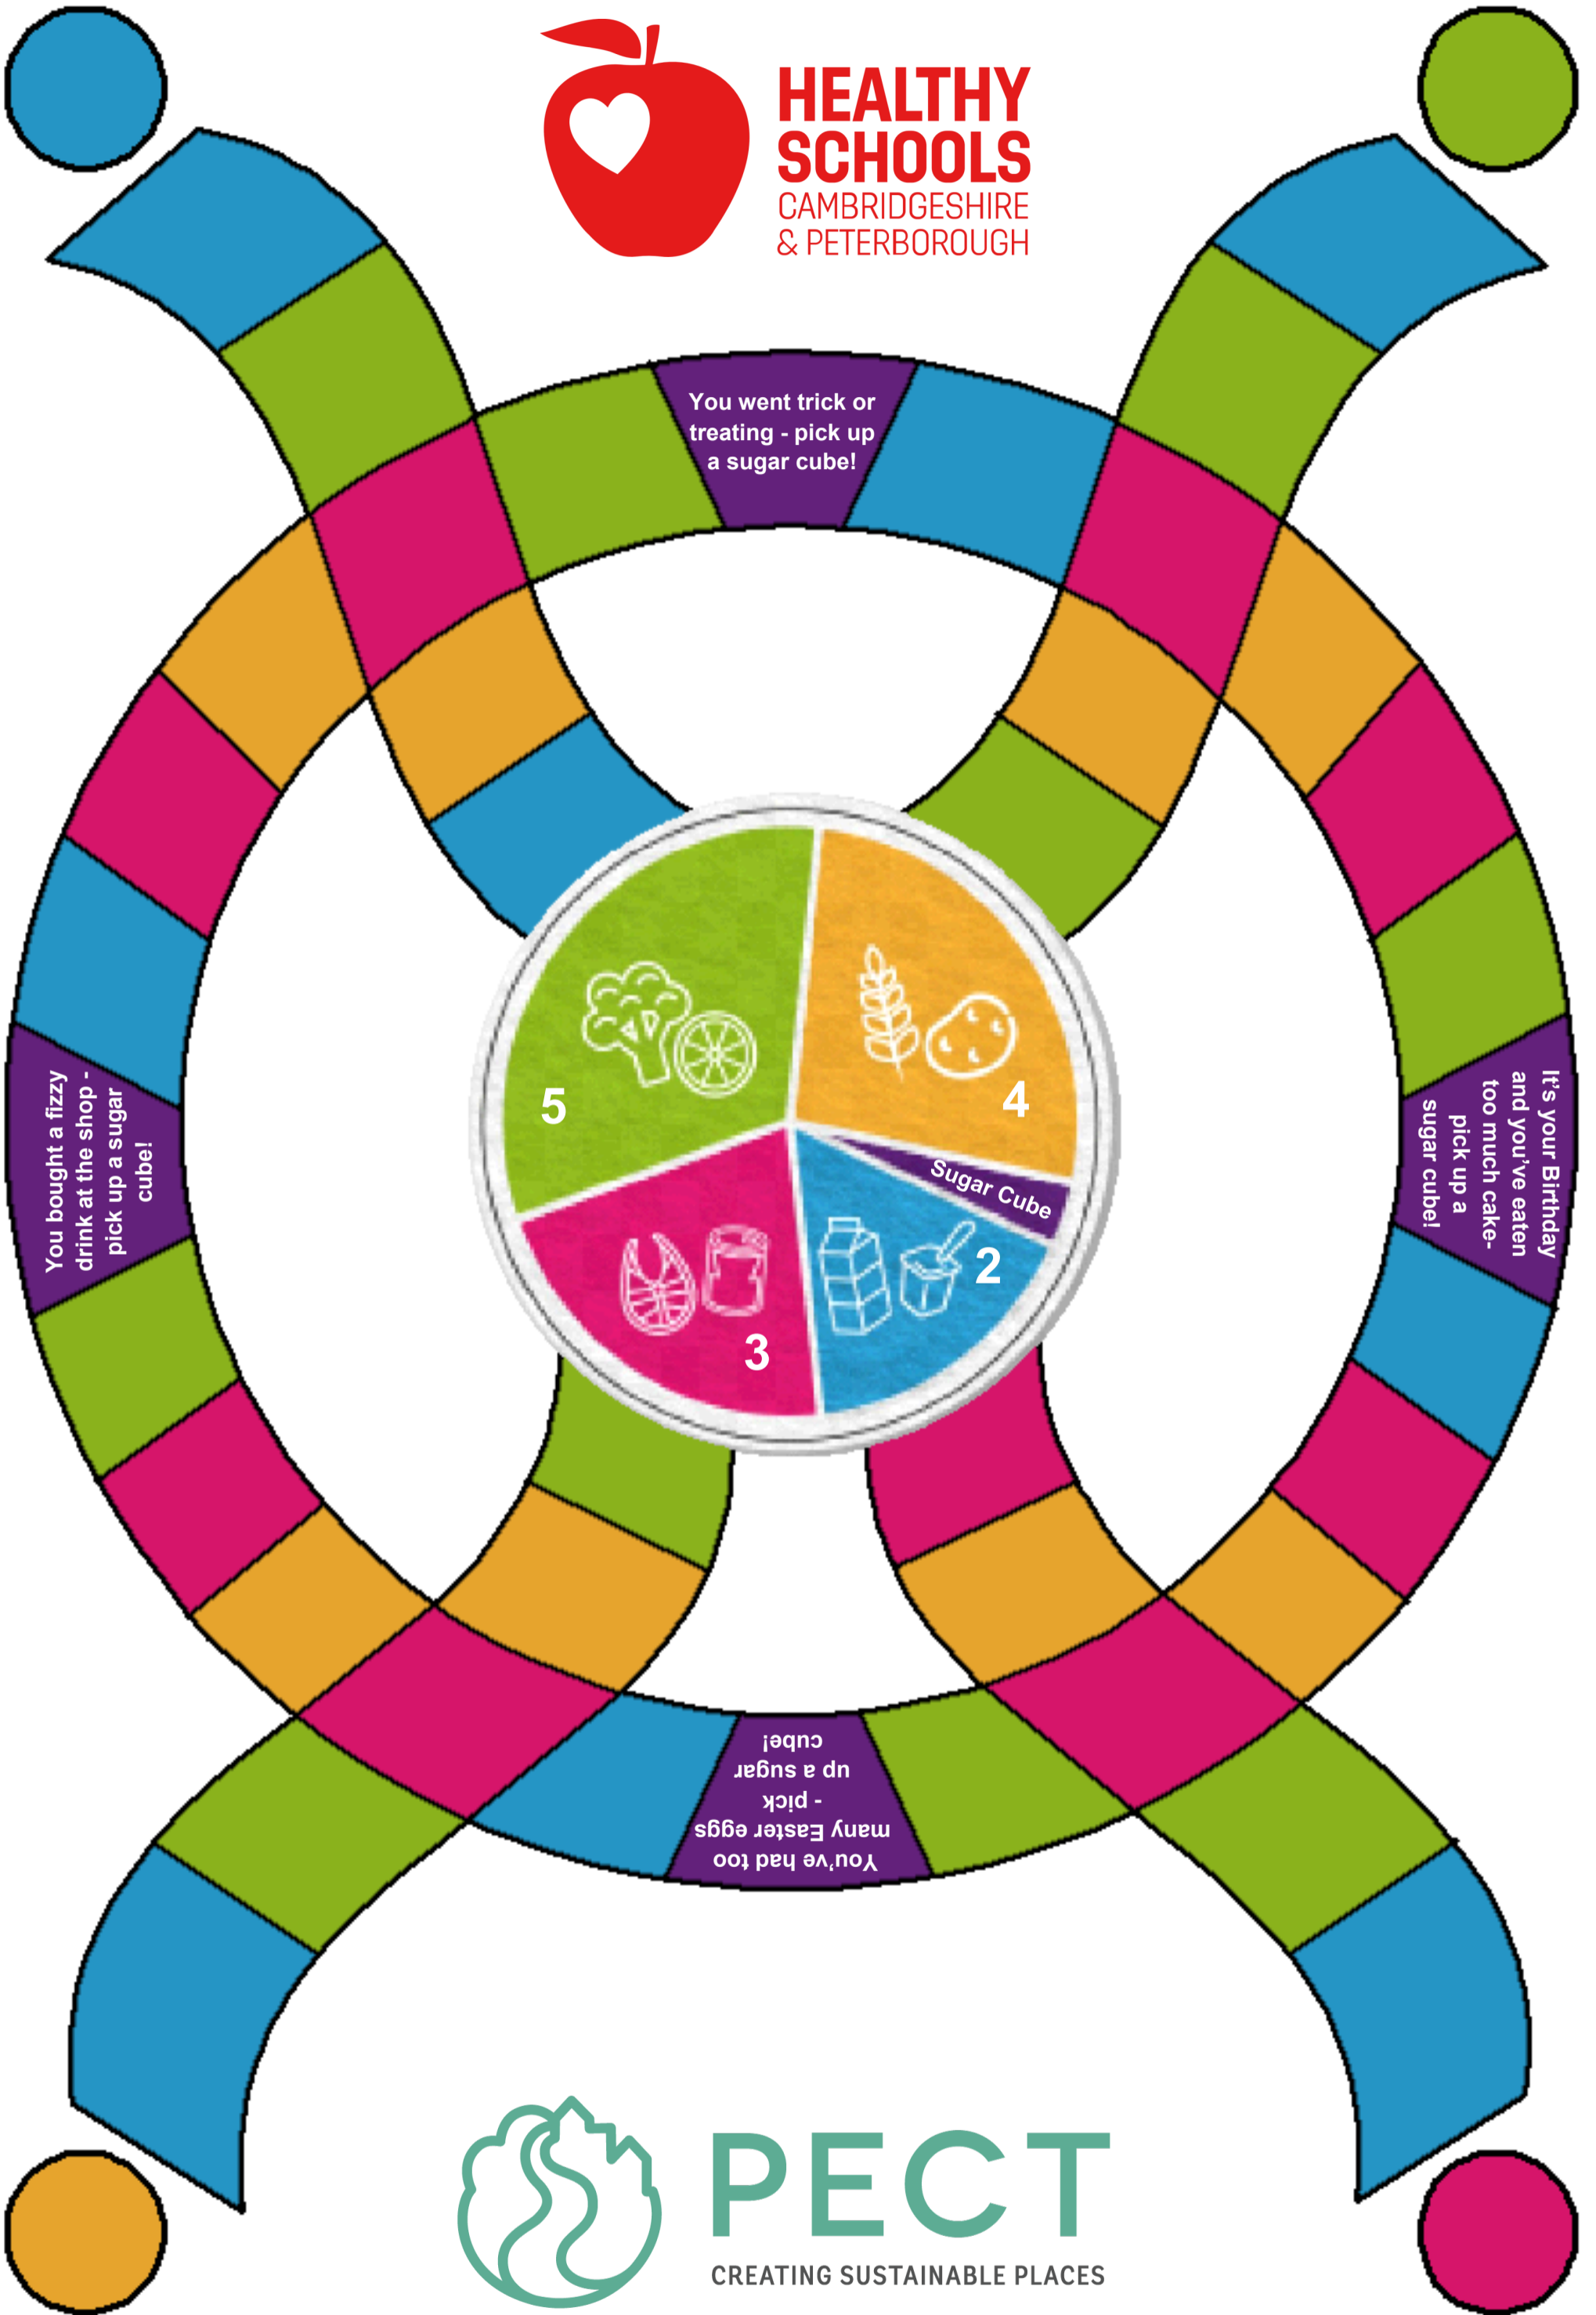 HEALTHY
SCHOOLS
CAMBRIDGESHIRE
& PETERBOROUGH
You went trick or
treating - pick up
a sugar cube!
You bought a fizzy
drink at the shop -
pick up a sugar
cube!
It's your Birthday
and you've eaten
too much cake-
pick up a
sugar cube!
5
4
Sugar Cube
2
3
You've had too
many Easter eggs
- pick
up a sugar
cube!
PECT
CREATING SUSTAINABLE PLACES